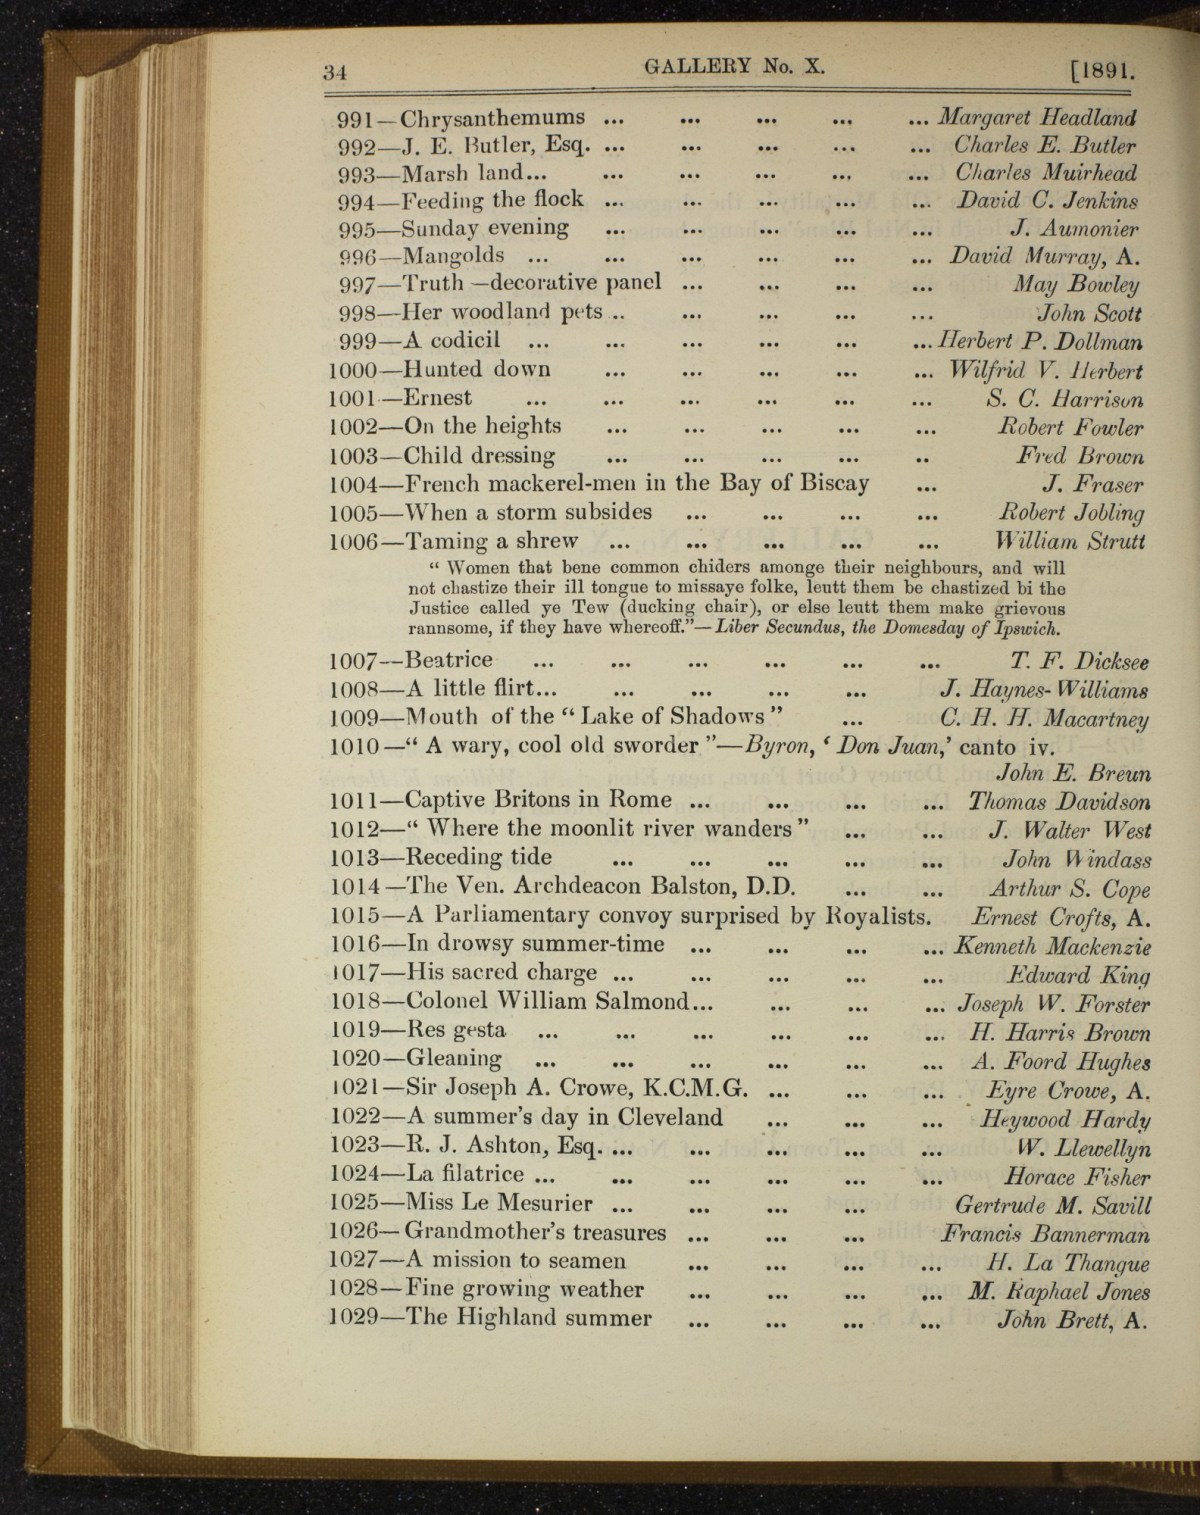 34 GALLERY No. X. [1891.
991—Chrysanthemums ... ... ... ... ... Margaret Headland
992—J. E. Butler, Esq. ... ... ... ... ... Charles E. Butler
993—Marsh land... ... ... ... ... ... Charles Muirhead
994—Feeding the flock ... ... ... ... ... David C. Jenkins
995—Sunday evening ... ... ... ... ... J. Aumonier
996—Mangolds ... ... ... ... ... ... David Murray, A.
997—Truth—decorative panel ... ... ... ... May Bowley
998—Her woodland pets .. ... ... ... ... John Scott
999—A codicil ... ... ... ... ... ... Herbert P. Dollman
1000—Hunted down ... ... ... ... ... Wilfrid V. Herbert
1001—Ernest ... ... ... ... ... ... S. C. Harrison
1002—On the heights ... ... ... ... ... Robert Fowler
1003—Child dressing ... ... ... ... .. Fred Brown
1004—French mackerel-men in the Bay of Biscay ... J. Fraser
1005—When a storm subsides ... ... ... ... Robert Jobling
1006—Taming a shrew ... ... ... ... ... William Strutt
“ Women that bene common chiders amonge their neighbours, and will
not chastize their ill tongue to missaye folke, leutt them be chastized bi the
Justice called ye Tew (ducking chair), or else leutt them make grievous
rannsome, if they have whereoff.”—Liber Secundus, the Domesday of Ipswich.
1007—Beatrice ... ... ... ... ... ... T. F. Dicksee
1008—A little flirt... ... ... ... ... J. Haynes-Williams
1009—Mouth of the “ Lake of Shadows ” ... C. H. H. Macartney
1010—“ A wary, cool old sworder ”—Byron, ‘ Don Juan,’ canto iv.
John E. Breun
1011—Captive Britons in Rome ... ... ... ... Thomas Davidson
1012—“ Where the moonlit river wanders ” ... ... J. Walter West
1013—Receding tide ... ... ... ... ... John Windass
1014—The Ven. Archdeacon Balston, D.D. ... ... Arthur S. Cope
1015—A Parliamentary convoy surprised by Royalists. Ernest Crofts, A.
1016—In drowsy summer-time ... ... ... ... Kenneth Mackenzie
1017—His sacred charge ... ... ... ... ... Edward King
1018—Colonel William Salmond... ... ... ... Joseph W. Forster
1019—Res gesta ... ... ... ... ... ... H. Harris Brown
1020—Gleaning ... ... ... ... ... ... A. Foord Hughes
1021—Sir Joseph A. Crowe, K.C.M.G. ... ... ... Eyre Crowe, A.
1022—A summer’s day in Cleveland ... ... ... Heywood Hardy
1023—R. J. Ashton, Esq. ... ... ... ... ... W. Llewellyn
1024—La filatrice ... ... ... ... ... ... Horace Fisher
1025—Miss Le Mesurier ... ... ... ... Gertrude M. Savill
1026—Grandmother’s treasures ... ... ... Francis Bannerman
1027—A mission to seamen ... ... ... ... H. La Thangue
1028—Fine growing weather ... ... ... ... M. Raphael Jones
1029—The Highland summer ... ... ... ... John Brett, A.